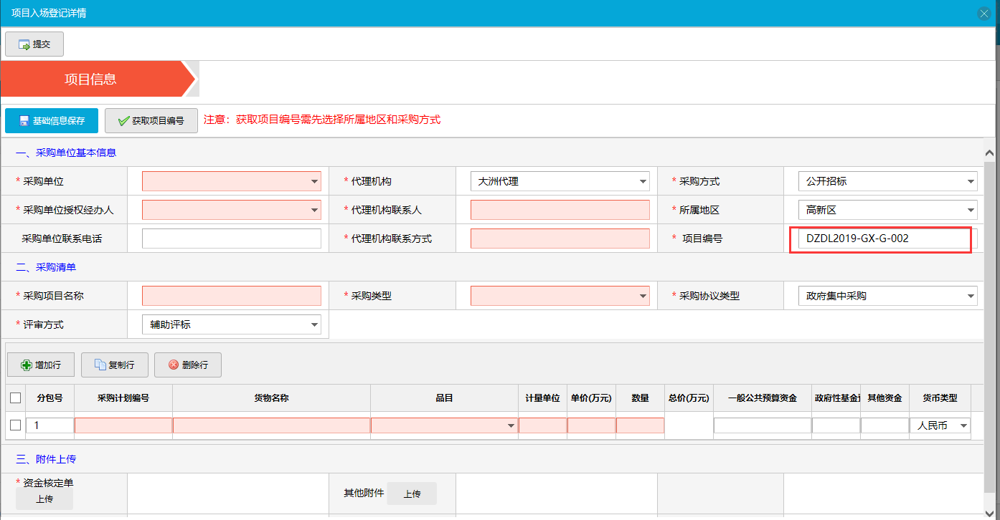 项目入场登记详情
提交
项目信息
基础信息保存 获取项目编号 注意：获取项目编号需先选择所属地区和采购方式
一、采购单位基本信息
* 采购单位 * 代理机构 大洲代理 * 采购方式 公开招标
* 采购单位授权经办人 * 代理机构联系人 * 所属地区 高新区
采购单位联系电话 * 代理机构联系方式 * 项目编号 DZDL2019-GX-G-002
二、采购清单
* 采购项目名称 * 采购类型 * 采购协议类型 政府集中采购
* 评审方式 辅助评标
增加行 复制行 删除行
分包号 采购计划编号 货物名称 品目 计量单位 单价(万元) 数量 总价(万元) 一般公共预算资金 政府性基金 其他资金 货币类型
1 人民币
三、附件上传
* 资金核定单
上传
其他附件 上传